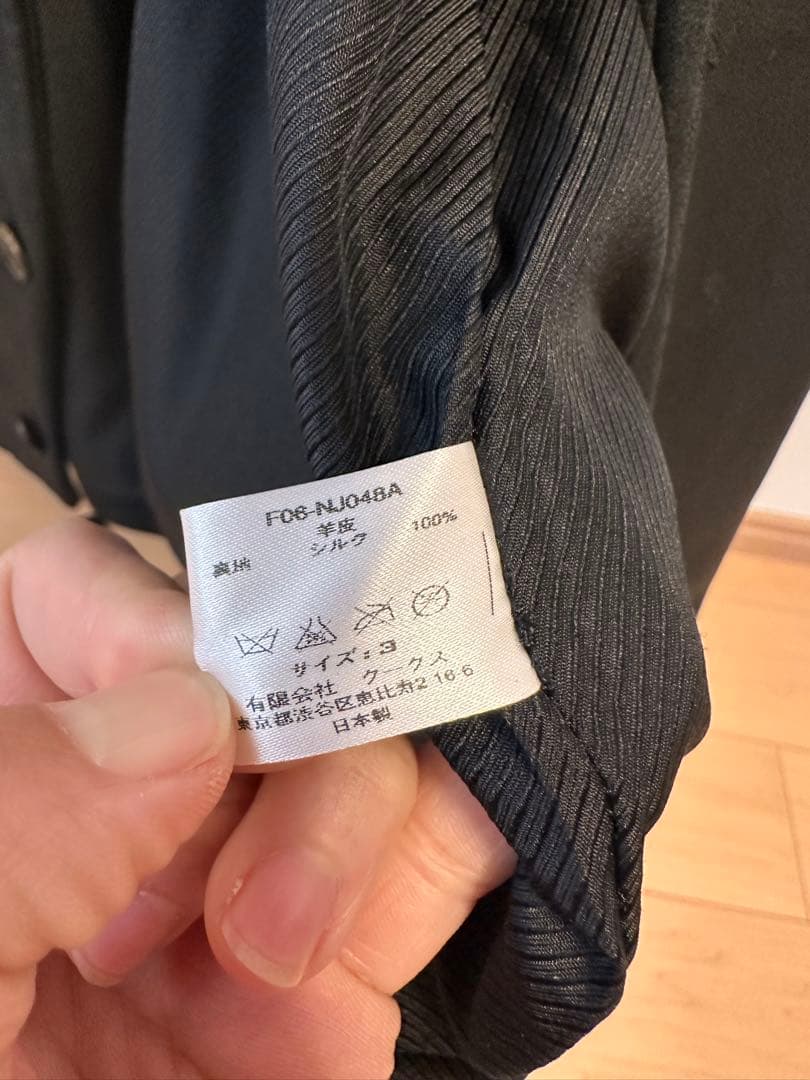 F06-NJ048A
羊皮
裏地 シルク 100%
サイズ:3
有限会社 クークス
東京都渋谷区恵比寿2-16-6
日本製